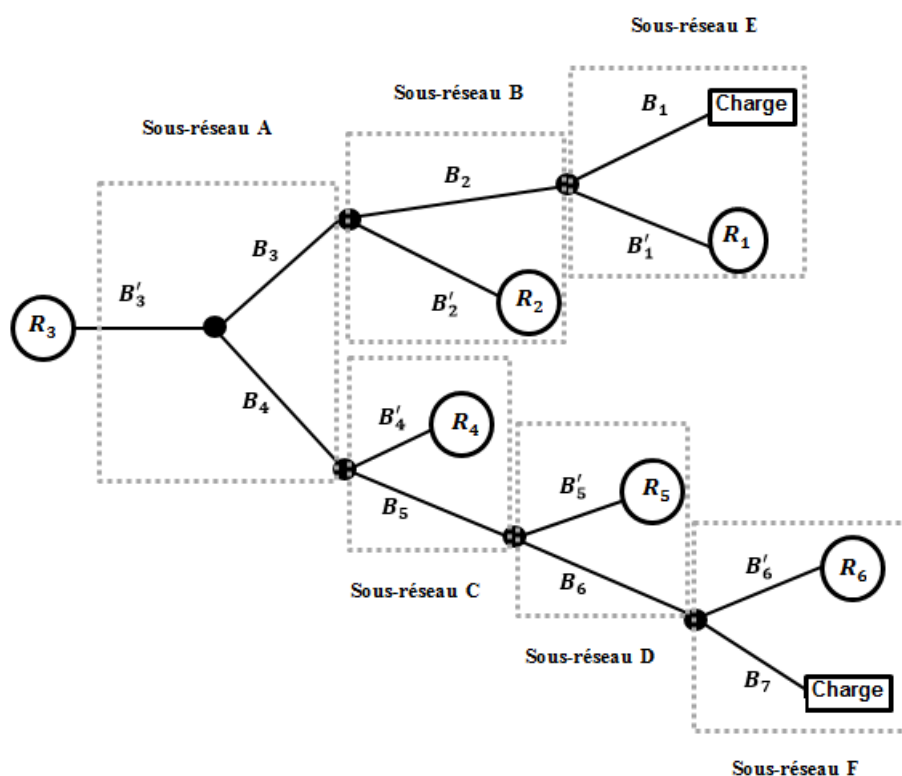 Sous-réseau E
Sous-réseau B
B₁
Charge
Sous-réseau A
B₂
B₃
B′₁
R₁
B′₃
B′₂
R₂
R₃
B₄
B′₄
R₄
B′₅
R₅
B₅
B′₆
R₆
Sous-réseau C
B₆
Sous-réseau D
B₇
Charge
Sous-réseau F